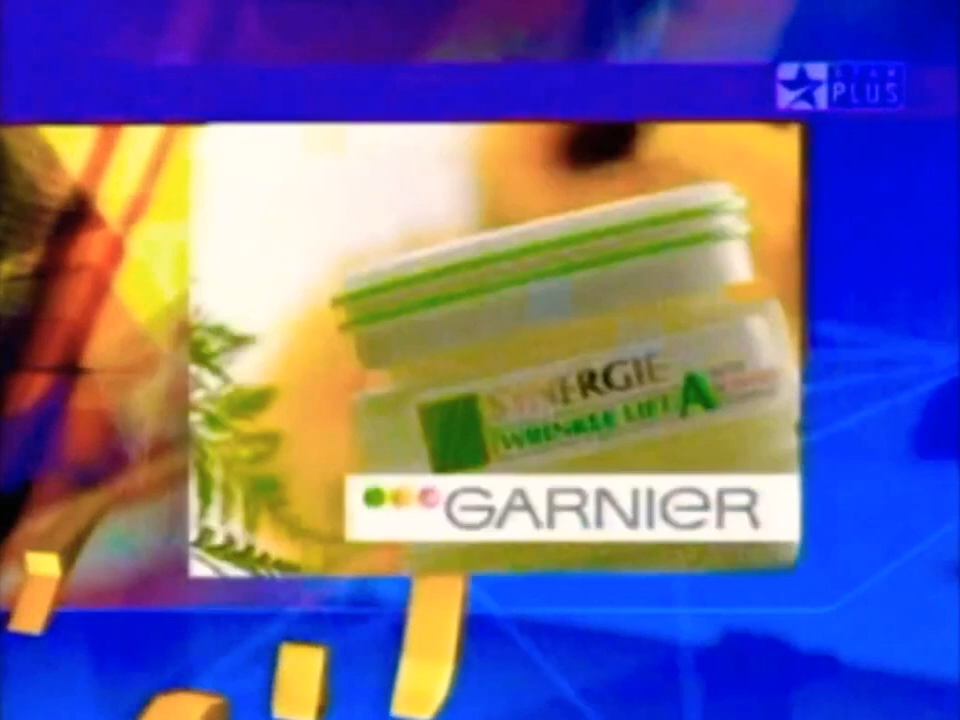 STAR
PLUS
SYNERGIE
WRINKLE LIFT A
GARNIER